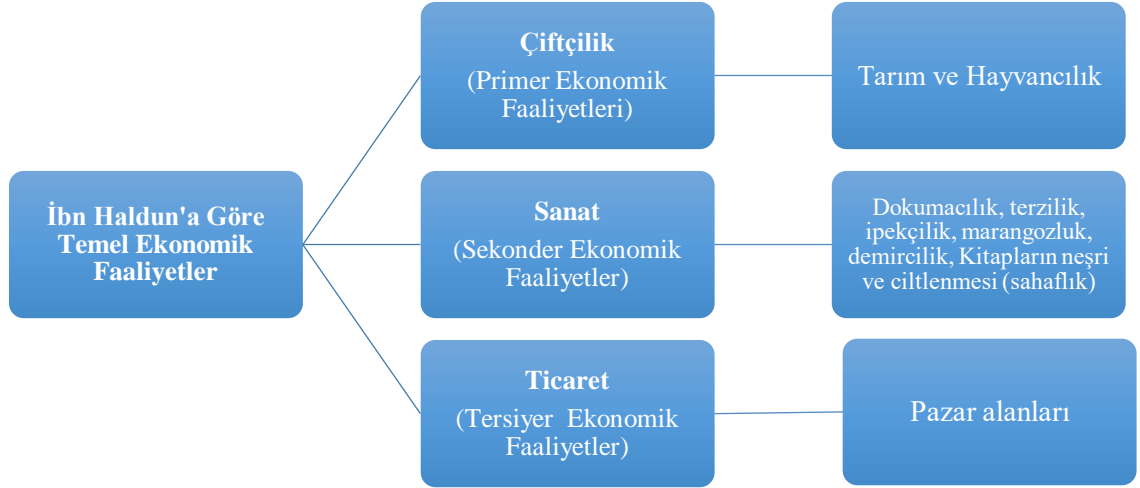 Çiftçilik
(Primer Ekonomik
Faaliyetleri)
Tarım ve Hayvancılık
İbn Haldun'a Göre
Temel Ekonomik
Faaliyetler
Sanat
(Sekonder Ekonomik
Faaliyetler)
Dokumacılık, terzilik,
ipekçilik, marangozluk,
demircilik, Kitapların neşri
ve ciltlenmesi (sahaflık)
Ticaret
(Tersiyer Ekonomik
Faaliyetler)
Pazar alanları